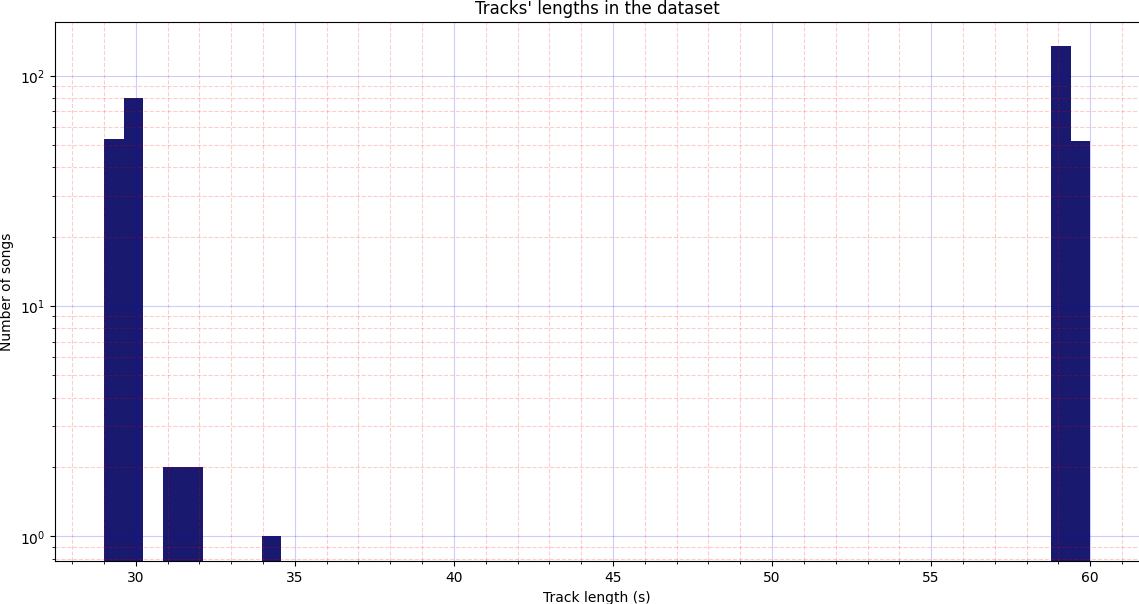 Tracks' lengths in the dataset
Number of songs
10²
10¹
10⁰
30 35 40 45 50 55 60
Track length (s)